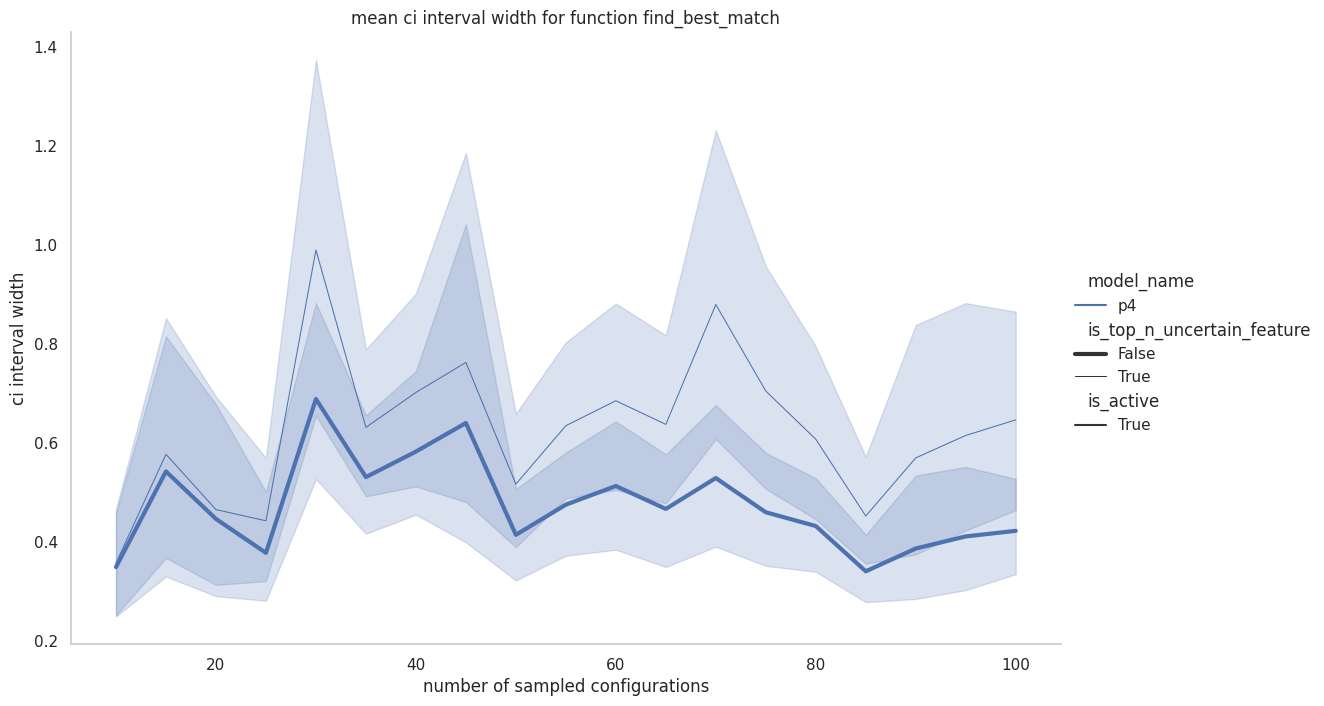 mean ci interval width for function find_best_match
1.4
1.2
1.0
0.8
0.6
0.4
0.2
ci interval width
20
40
60
80
100
number of sampled configurations
model_name
p4
is_top_n_uncertain_feature
False
True
is_active
True